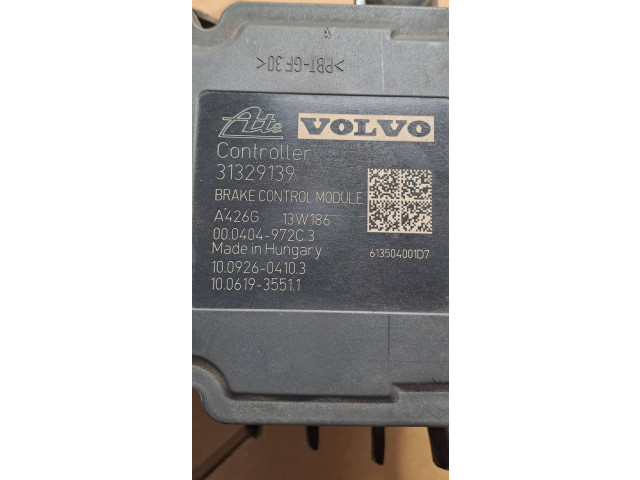 >PBT-GF30<
Ate VOLVO
Controller
31329139
BRAKE CONTROL MODULE
A426G 13W186
00.0404-972C.3
Made in Hungary 613504001D7
10.0926-0410.3
10.0619-3551.1